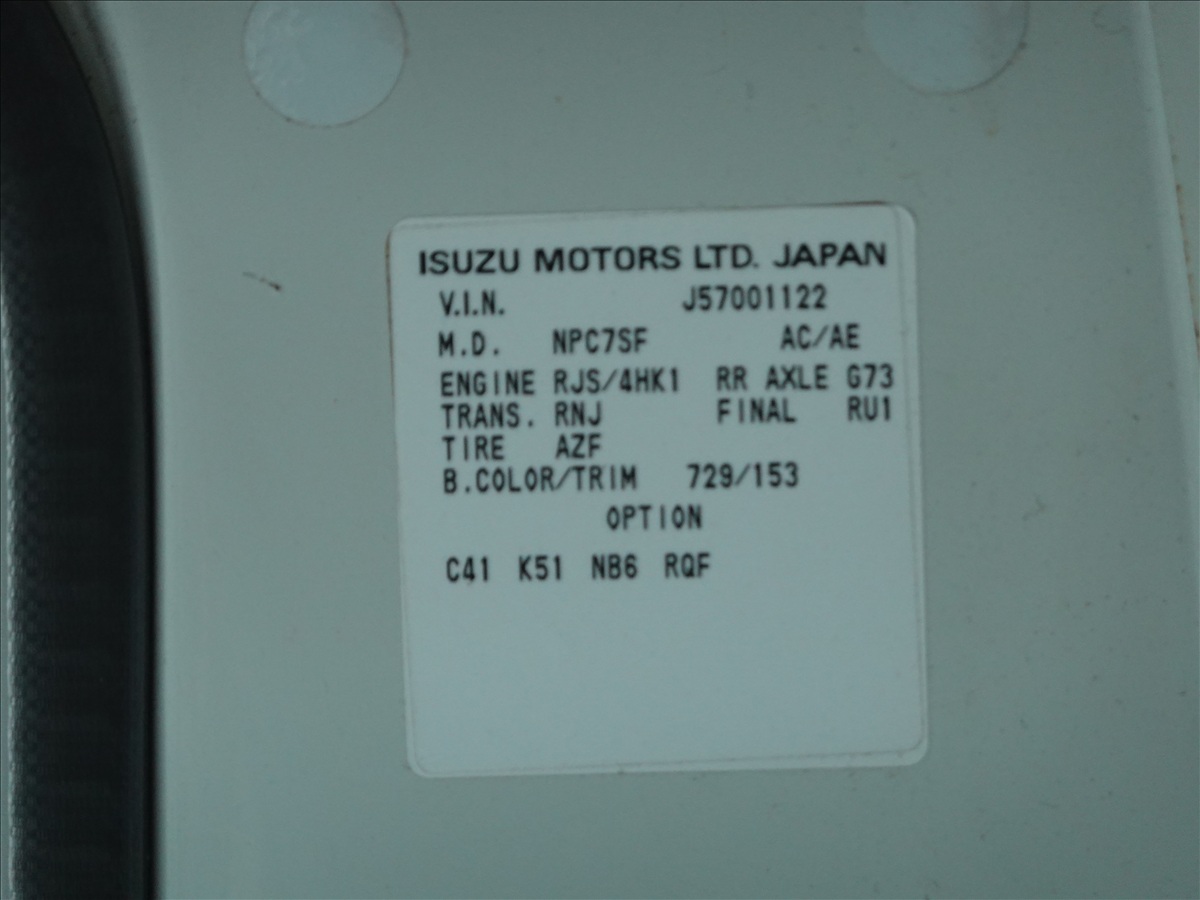 ISUZU MOTORS LTD. JAPAN
V.I.N. J57001122
M.D. NPC7SF AC/AE
ENGINE RJS/4HK1 RR AXLE G73
TRANS. RNJ FINAL RU1
TIRE AZF
B.COLOR/TRIM 729/153
OPTION
C41 K51 NB6 RQF